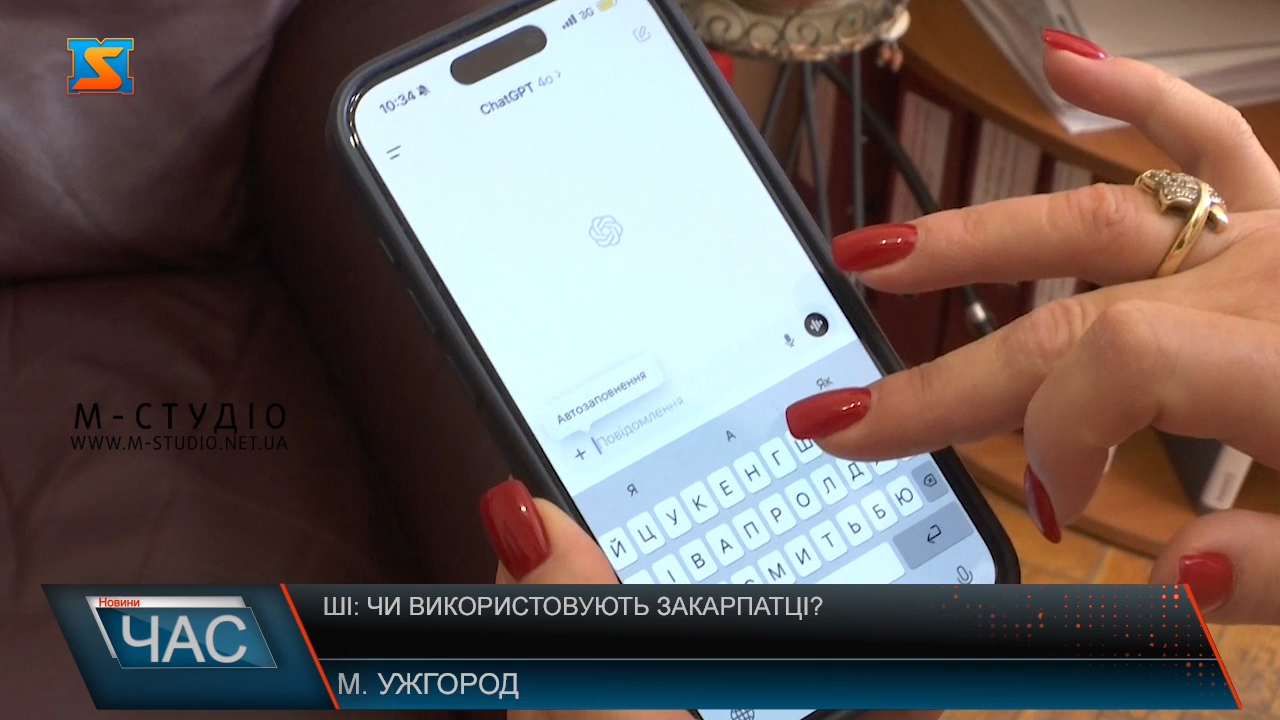 10:34
3G
ChatGPT 4o >
Автозаповнення
Повідомлення
Я
А
Як
Й Ц У К Е Н Г Ш
І В А П Р О Л Д
С М И Т Ь Б Ю
М-СТУДІО
WWW.M-STUDIO.NET.UA
Новини
ЧАС
ШІ: ЧИ ВИКОРИСТОВУЮТЬ ЗАКАРПАТЦІ?
М. УЖГОРОД